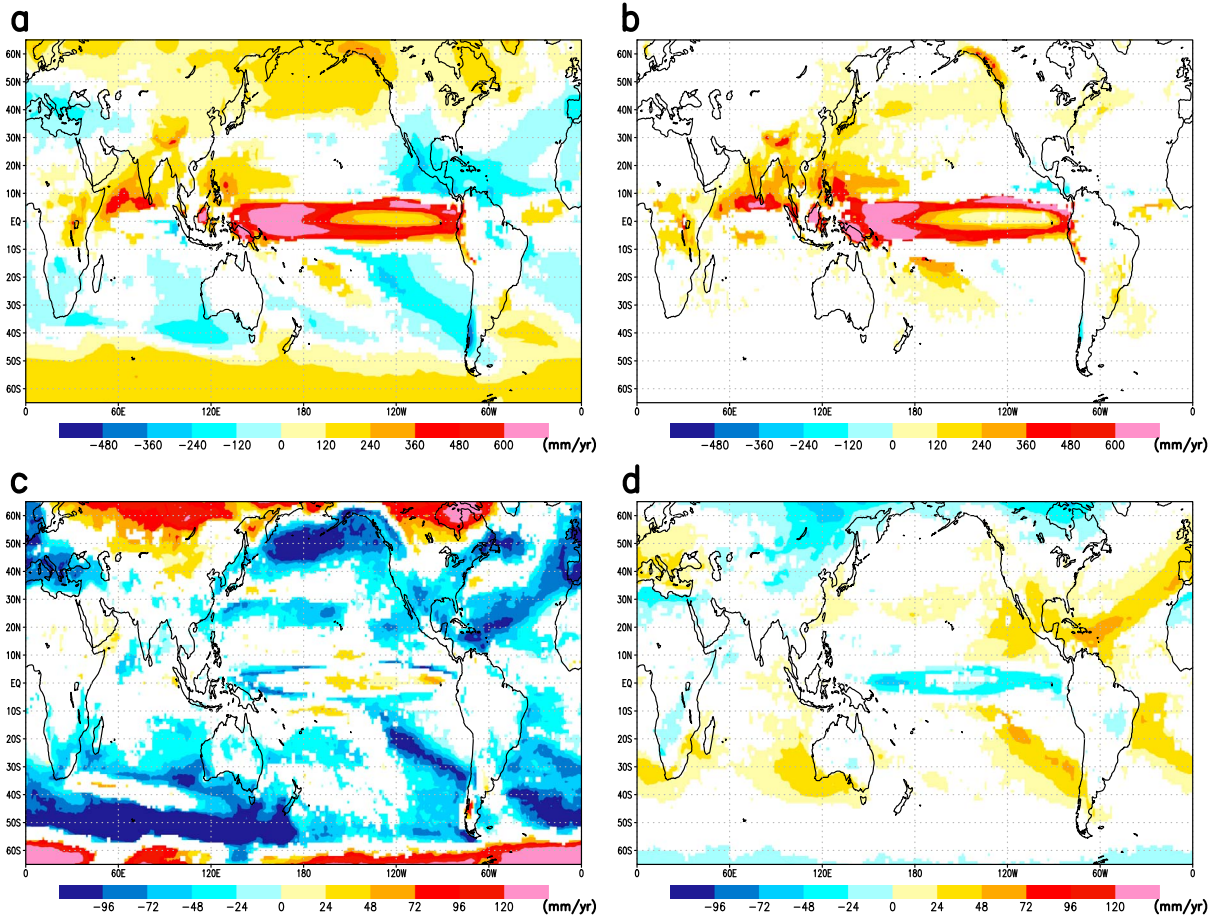 a
b
60N
50N
40N
30N
20N
10N
EQ
10S
20S
30S
40S
50S
60S
0 60E 120E 180 120W 60W 0
−480 −360 −240 −120 0 120 240 360 480 600 (mm/yr)
60N
50N
40N
30N
20N
10N
EQ
10S
20S
30S
40S
50S
60S
0 60E 120E 180 120W 60W 0
−480 −360 −240 −120 0 120 240 360 480 600 (mm/yr)
c
d
60N
50N
40N
30N
20N
10N
EQ
10S
20S
30S
40S
50S
60S
0 60E 120E 180 120W 60W 0
−96 −72 −48 −24 0 24 48 72 96 120 (mm/yr)
60N
50N
40N
30N
20N
10N
EQ
10S
20S
30S
40S
50S
60S
0 60E 120E 180 120W 60W 0
−96 −72 −48 −24 0 24 48 72 96 120 (mm/yr)